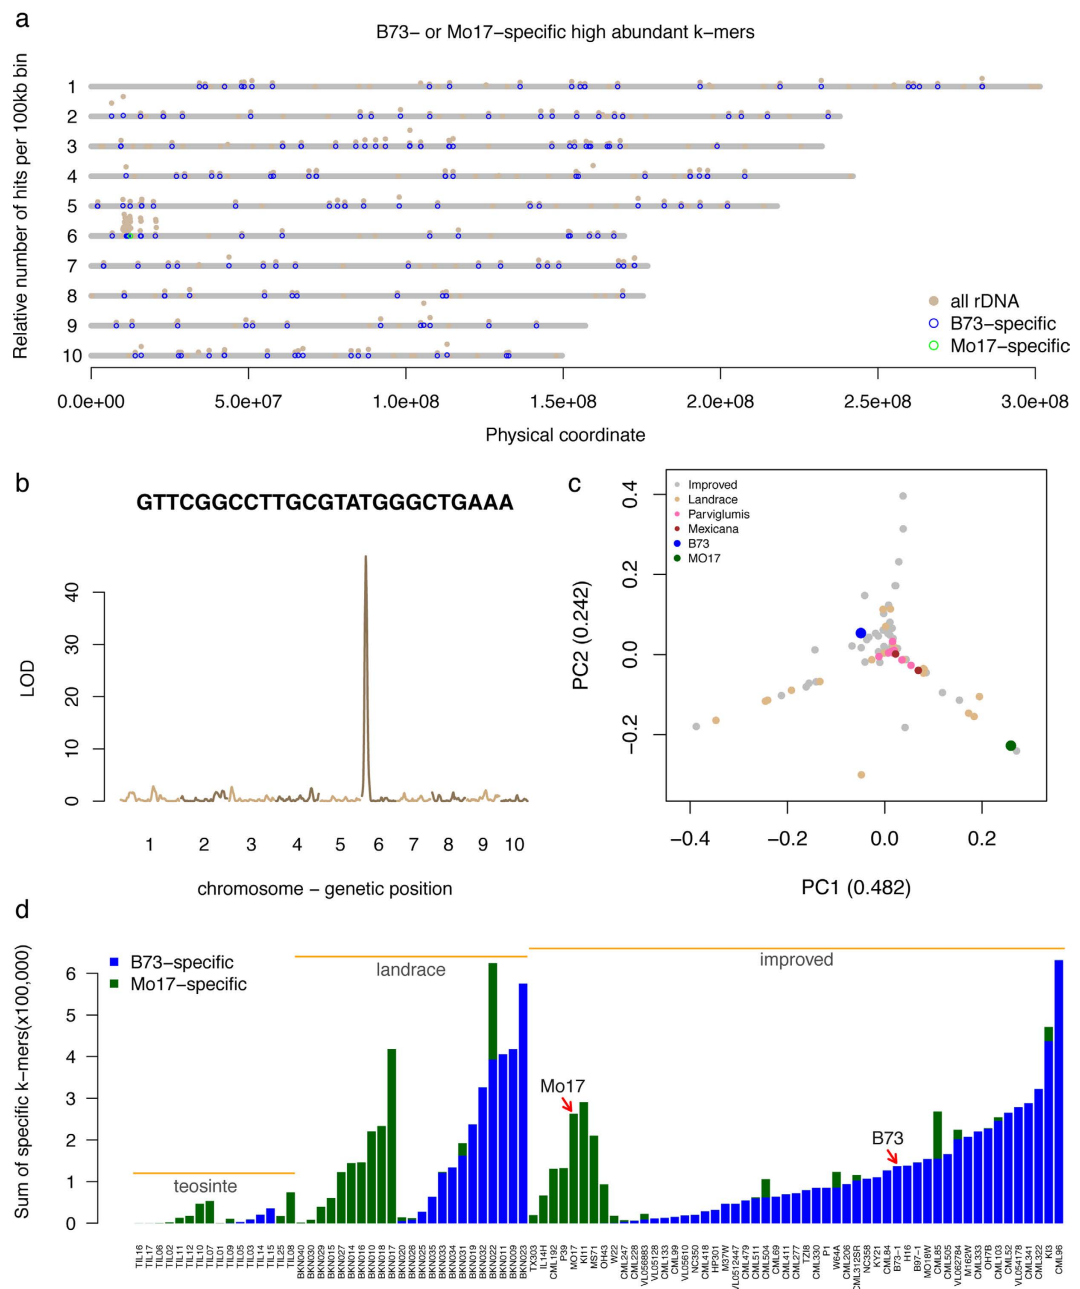 a
B73− or Mo17−specific high abundant k−mers
Relative number of hits per 100kb bin
1
2
3
4
5
6
7
8
9
10
all rDNA
B73−specific
Mo17−specific
0.0e+00 5.0e+07 1.0e+08 1.5e+08 2.0e+08 2.5e+08 3.0e+08
Physical coordinate
b
GTTCGGCCTTGCGTATGGGCTGAAA
LOD
40
30
20
10
0
1 2 3 4 5 6 7 8 9 10
chromosome − genetic position
c
Improved
Landrace
Parviglumis
Mexicana
B73
MO17
PC2 (0.242)
0.4
0.2
0.0
−0.2
−0.4 −0.2 0.0 0.2
PC1 (0.482)
d
B73−specific
Mo17−specific
Sum of specific k−mers(x100,000)
6
5
4
3
2
1
0
teosinte
landrace
improved
Mo17
B73
TIL16
TIL17
TIL06
TIL02
TIL11
TIL12
TIL10
TIL07
TIL01
TIL09
TIL05
TIL03
TIL14
TIL15
TIL25
TIL08
BKN040
BKN030
BKN029
BKN015
BKN027
BKN014
BKN016
BKN010
BKN018
BKN017
BKN020
BKN026
BKN025
BKN035
BKN033
BKN034
BKN031
BKN019
BKN032
BKN022
BKN011
BKN009
BKN023
TX303
IL14H
CML192
P39
MO17
KI11
MS71
OH43
W22
CML247
CML228
VL056883
VL05128
CML133
CML99
VL05610
NC350
CML418
HP301
M37W
VL0512447
CML479
CML511
CML504
CML69
CML411
CML277
TZI8
CML330
P1
W64A
CML206
CML312SR
NC358
KY21
CML84
B73−1
H16
B97−1
MO18W
CML85
CML505
VL062784
M162W
CML333
OH7B
CML103
CML52
VL054178
CML341
CML322
KI3
CML96